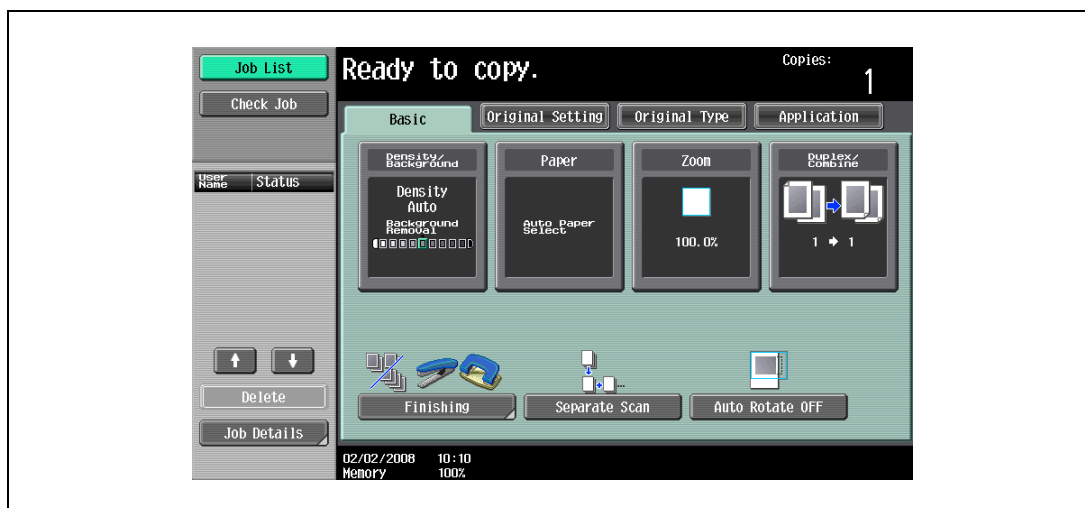 Job List
Check Job
User Name
Status
Delete
Job Details
Ready to copy.
Copies:
1
Basic
Original Setting
Original Type
Application
Density/
Background
Density
Auto
Background
Removal
Paper
Auto Paper
Select
Zoom
100.0%
Duplex/
Combine
1 → 1
Finishing
Separate Scan
Auto Rotate OFF
02/02/2008 10:10
Memory 100%